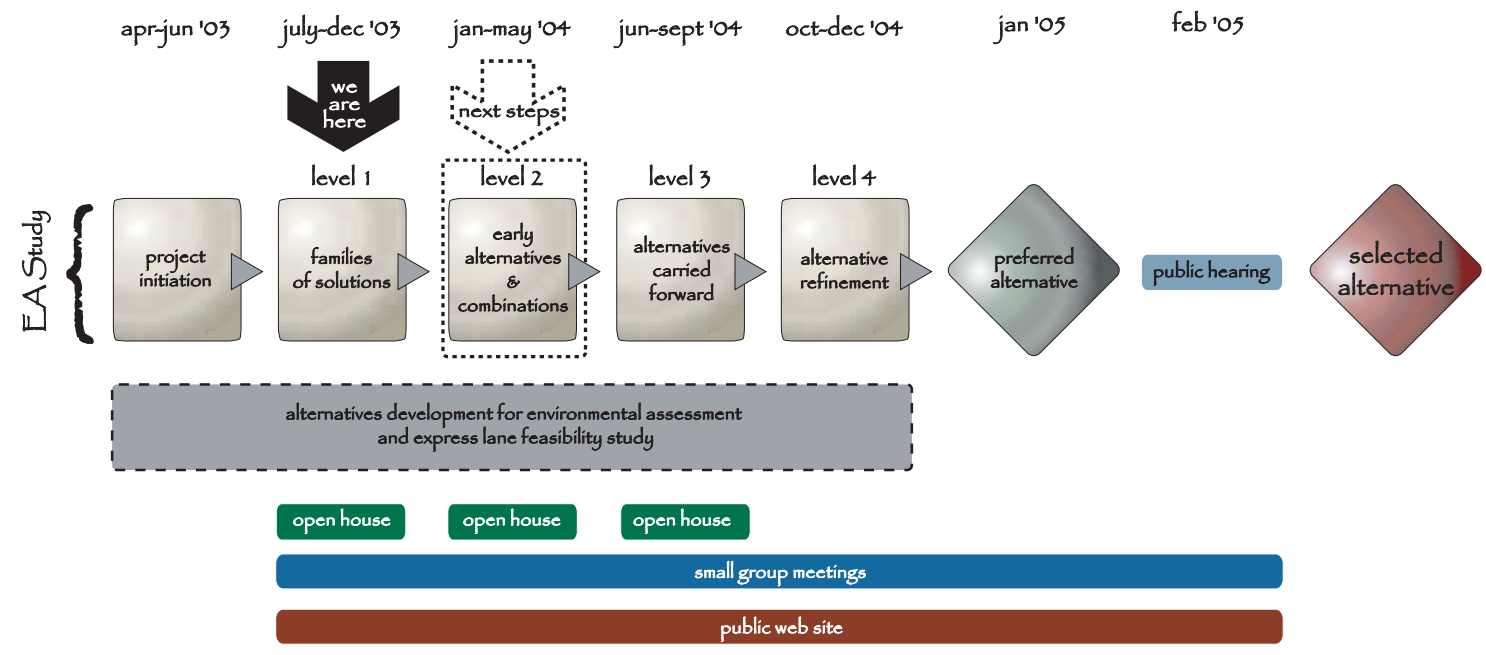 apr-jun '03
july-dec '03
jan-may '04
jun-sept '04
oct-dec '04
jan '05
feb '05
we
are
here
next steps
level 1
level 2
level 3
level 4
EA Study
project
initiation
families
of solutions
early
alternatives
&
combinations
alternatives
carried
forward
alternative
refinement
preferred
alternative
public hearing
selected
alternative
alternatives development for environmental assessment
and express lane feasibility study
open house
open house
open house
small group meetings
public web site